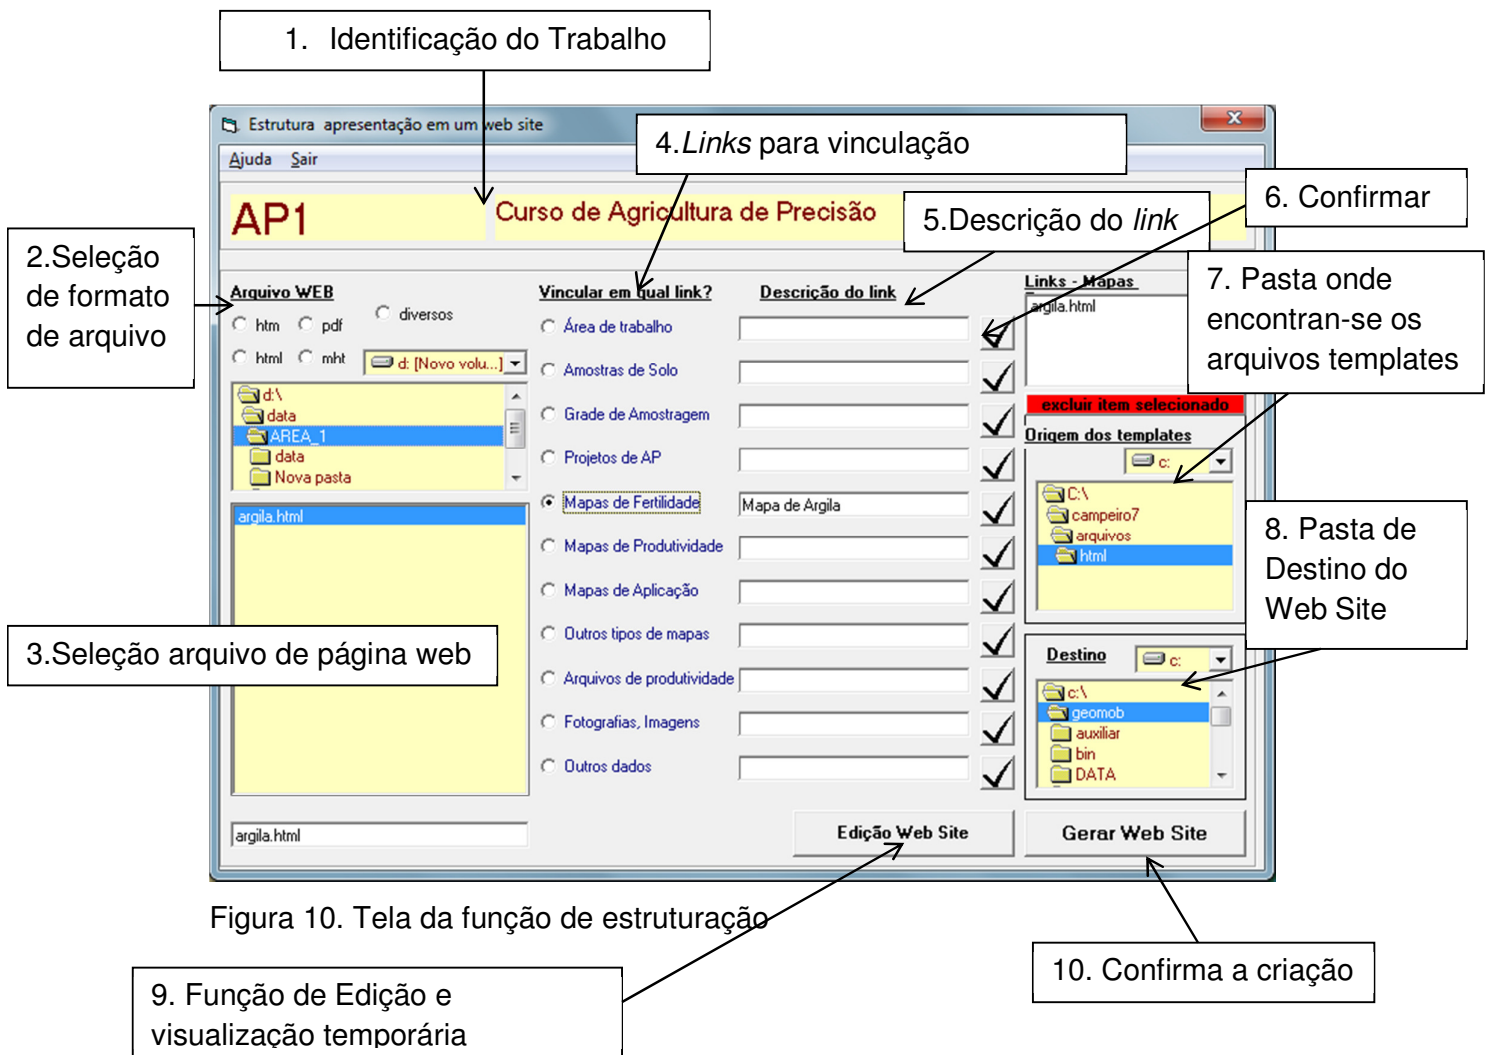 1. Identificação do Trabalho
Estrutura apresentação em um web site
4.Links para vinculação
Ajuda Sair
6. Confirmar
AP1
Curso de Agricultura de Precisão
5.Descrição do link
2.Seleção
de formato
de arquivo
7. Pasta onde
encontran-se os
arquivos templates
Arquivo WEB
htm pdf diversos
html mht d: [Novo volu...]
d:\
data
AREA_1
data
Nova pasta
argila.html
3.Seleção arquivo de página web
argila.html
Vincular em qual link? Descrição do link
Área de trabalho
Amostras de Solo
Grade de Amostragem
Projetos de AP
Mapas de Fertilidade Mapa de Argila
Mapas de Produtividade
Mapas de Aplicação
Outros tipos de mapas
Arquivos de produtividade
Fotografias, Imagens
Outros dados
Links - Mapas
argila.html
excluir item selecionado
Origem dos templates
c:
C:\
campeiro7
arquivos
html
8. Pasta de
Destino do
Web Site
Destino c:
c:\
geomob
auxiliar
bin
DATA
Edição Web Site Gerar Web Site
Figura 10. Tela da função de estruturação
10. Confirma a criação
9. Função de Edição e
visualização temporária